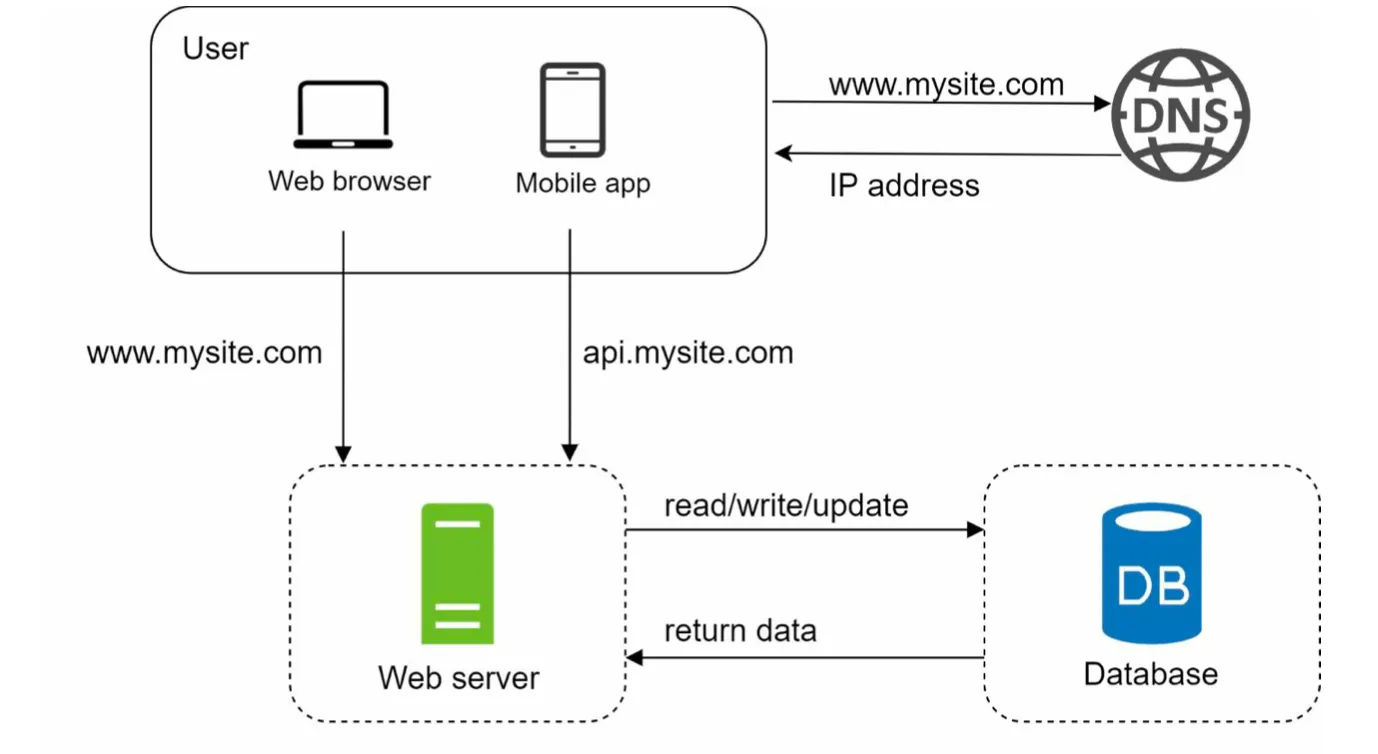 User
Web browser
Mobile app
www.mysite.com
DNS
IP address
www.mysite.com
api.mysite.com
read/write/update
return data
Web server
DB
Database